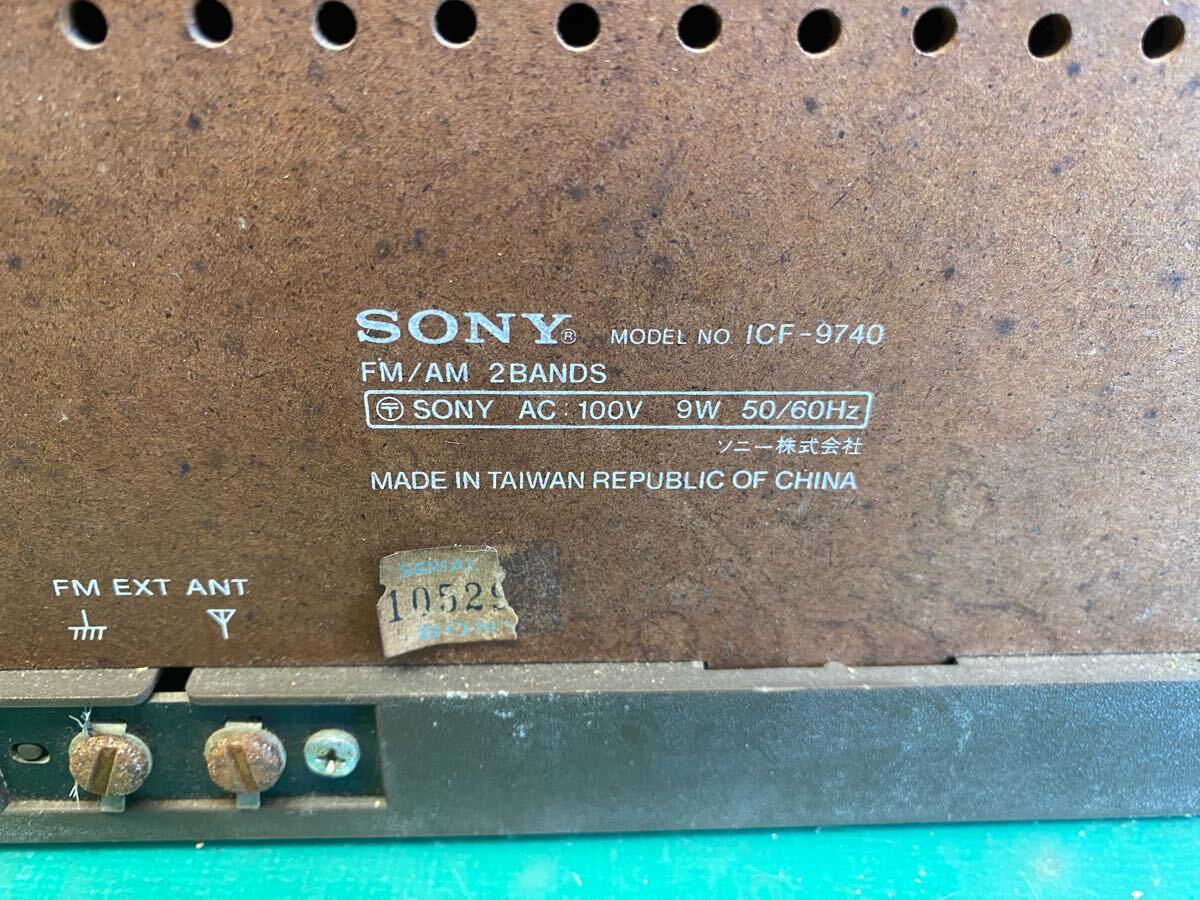 SONY® MODEL NO. ICF-9740
FM/AM 2BANDS
〶 SONY AC : 100V 9W 50/60Hz
ソニー株式会社
MADE IN TAIWAN REPUBLIC OF CHINA
FM EXT ANT
SERIAL
10529
SONY